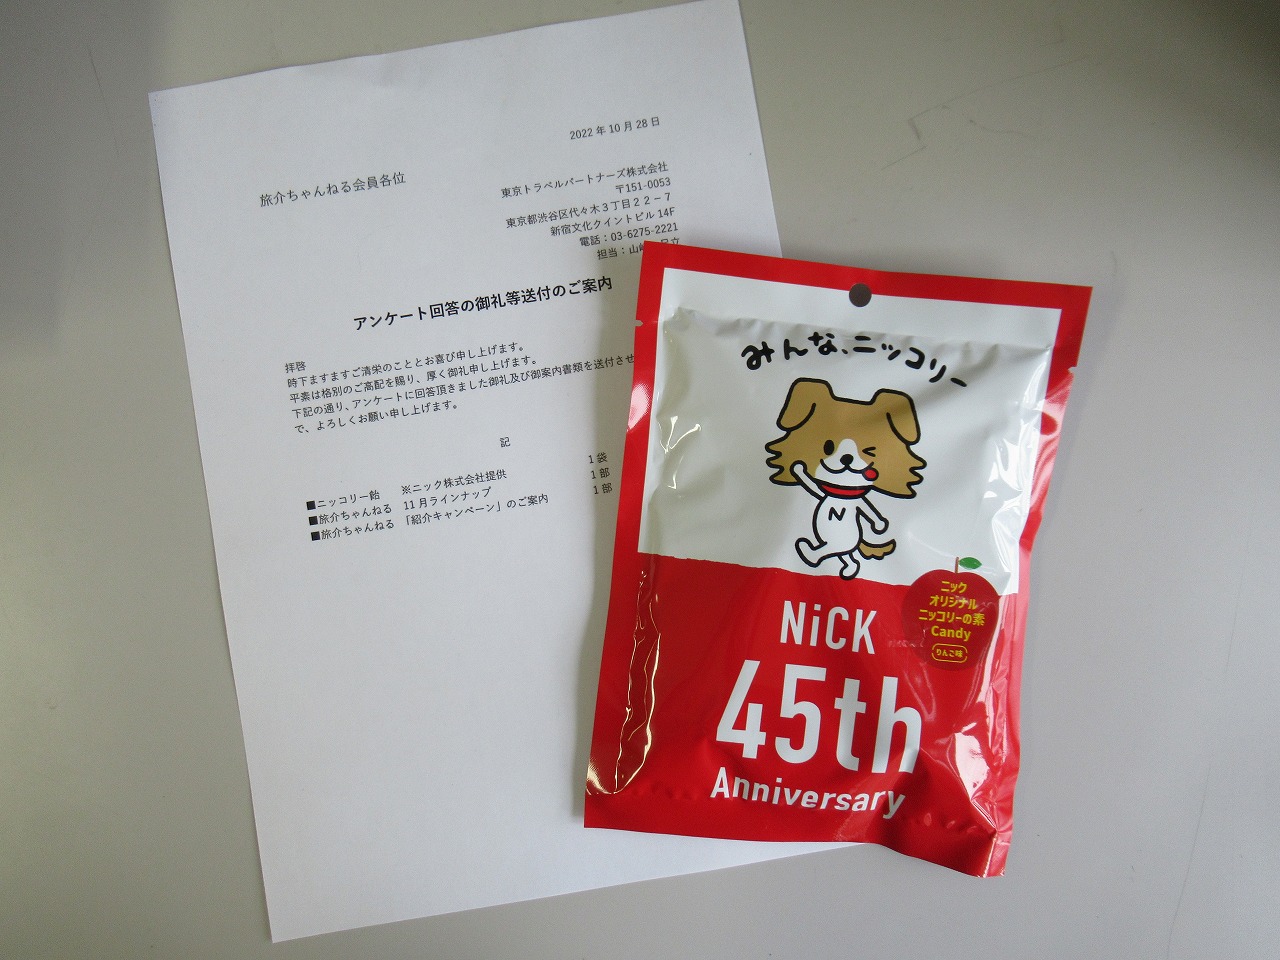 2022 年 10 月 28 日
旅介ちゃんねる会員各位
東京トラベルパートナーズ株式会社
〒151-0053
東京都渋谷区代々木3丁目22-7
新宿文化クイントビル 14F
電話:03-6275-2221
担当:山
アンケート回答の御礼等送付のご案内
拝啓
時下ますますご清栄のこととお喜び申し上げます。
平素は格別のご高配を賜り、厚く御礼申し上げます。
下記の通り、アンケートに回答頂きました御礼及び御案内書類を送付させ
で、よろしくお願い申し上げます。
記
■ニッコリー飴 ※ニック株式会社提供 1袋
■旅介ちゃんねる 11月ラインナップ 1部
■旅介ちゃんねる 「紹介キャンペーン」のご案内 1部
みんな、ニッコリー
N
ニック
オリジナル
ニッコリーの素
Candy
りんご味
NiCK
45th
Anniversary